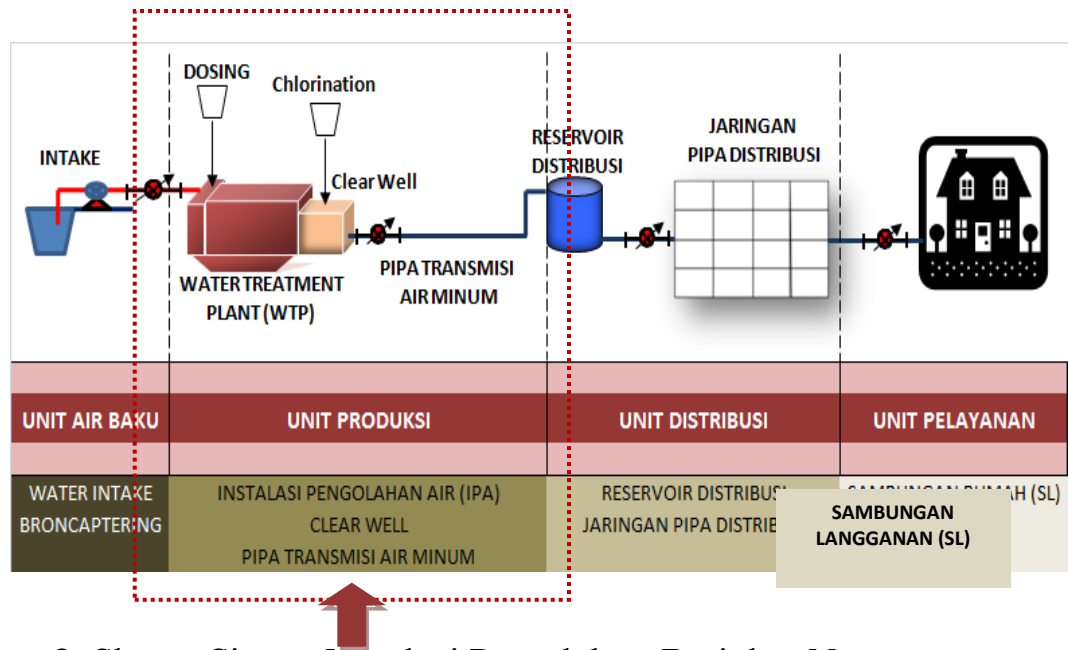 DOSING
Chlorination
INTAKE
Clear Well
RESERVOIR
DISTRIBUSI
JARINGAN
PIPA DISTRIBUSI
WATER TREATMENT
PLANT (WTP)
PIPA TRANSMISI
AIR MINUM
UNIT AIR BAKU
UNIT PRODUKSI
UNIT DISTRIBUSI
UNIT PELAYANAN
WATER INTAKE
BRONCAPTERING
INSTALASI PENGOLAHAN AIR (IPA)
CLEAR WELL
PIPA TRANSMISI AIR MINUM
RESERVOIR DISTRIBUSI
JARINGAN PIPA
(SL)
SAMBUNGAN
LANGGANAN (SL)